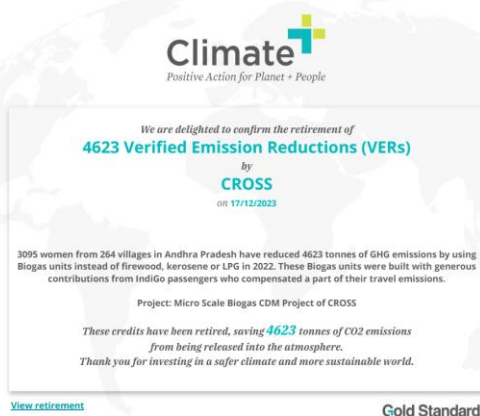 Climate+
Positive Action for Planet + People
We are delighted to confirm the retirement of
4623 Verified Emission Reductions (VERs)
by
CROSS
on 17/12/2023
3095 women from 264 villages in Andhra Pradesh have reduced 4623 tonnes of GHG emissions by using
Biogas units instead of firewood, kerosene or LPG in 2022. These Biogas units were built with generous
contributions from IndiGo passengers who compensated a part of their travel emissions.
Project: Micro Scale Biogas CDM Project of CROSS
These credits have been retired, saving 4623 tonnes of CO2 emissions
from being released into the atmosphere.
Thank you for investing in a safer climate and more sustainable world.
View retirement
Gold Standard